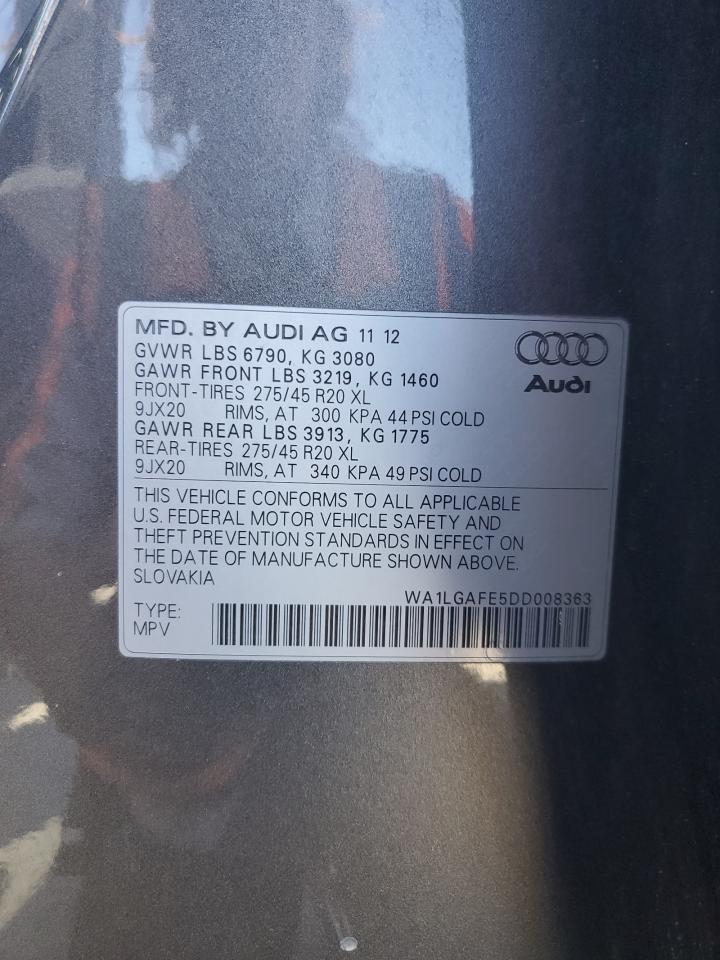 MFD. BY AUDI AG 11 12
GVWR LBS 6790, KG 3080
GAWR FRONT LBS 3219, KG 1460
FRONT-TIRES 275/45 R20 XL
9JX20 RIMS, AT 300 KPA 44 PSI COLD
GAWR REAR LBS 3913, KG 1775
REAR-TIRES 275/45 R20 XL
9JX20 RIMS, AT 340 KPA 49 PSI COLD
Audi
THIS VEHICLE CONFORMS TO ALL APPLICABLE
U.S. FEDERAL MOTOR VEHICLE SAFETY AND
THEFT PREVENTION STANDARDS IN EFFECT ON
THE DATE OF MANUFACTURE SHOWN ABOVE.
SLOVAKIA
WA1LGAFE5DD008363
TYPE:
MPV